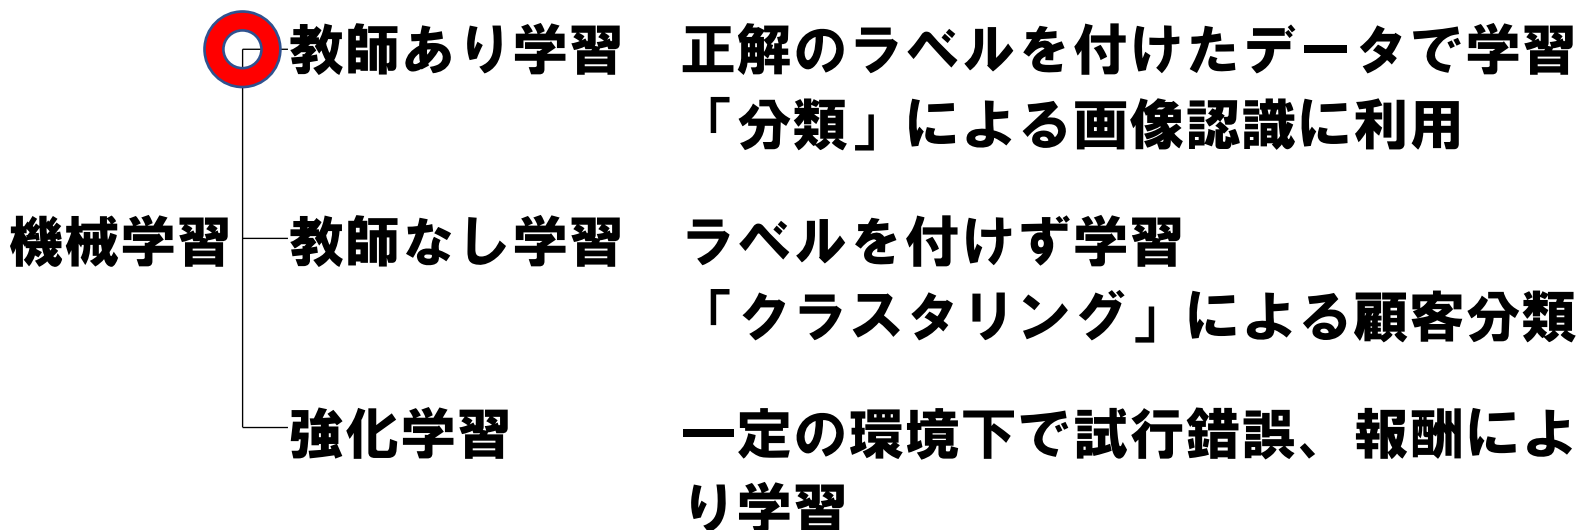 教師あり学習 正解のラベルを付けたデータで学習
「分類」による画像認識に利用
機械学習 教師なし学習 ラベルを付けず学習
「クラスタリング」による顧客分類
強化学習 一定の環境下で試行錯誤、報酬によ
り学習